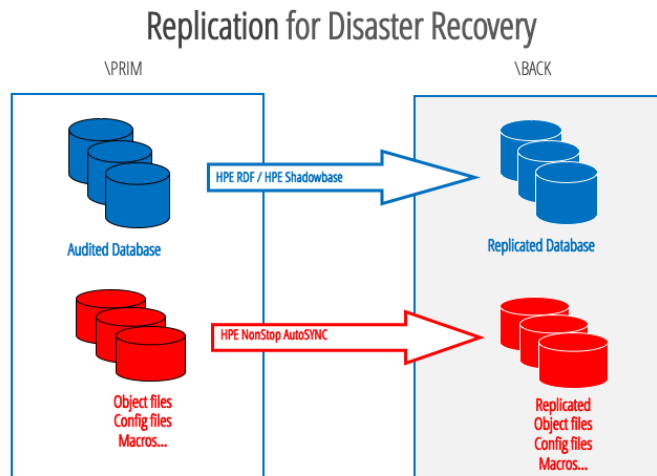 Replication for Disaster Recovery
\PRIM
\BACK
HPE RDF / HPE Shadowbase
Audited Database
Replicated Database
HPE NonStop AutoSYNC
Object files
Config files
Macros...
Replicated
Object files
Config files
Macros...